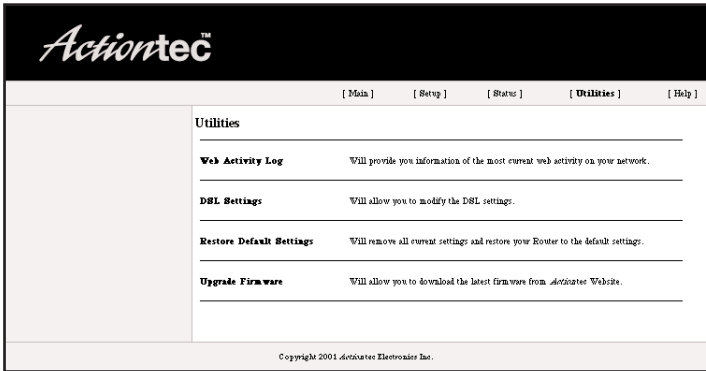 Actiontec™
[ Main ] [ Setup ] [ Status ] [ Utilities ] [ Help ]
Utilities
Web Activity Log Will provide you information of the most current web activity on your network.
DSL Settings Will allow you to modify the DSL settings.
Restore Default Settings Will remove all current settings and restore your Router to the default settings.
Upgrade Firmware Will allow you to download the latest firmware from Actiontec Website.
Copyright 2001 Actiontec Electronics Inc.